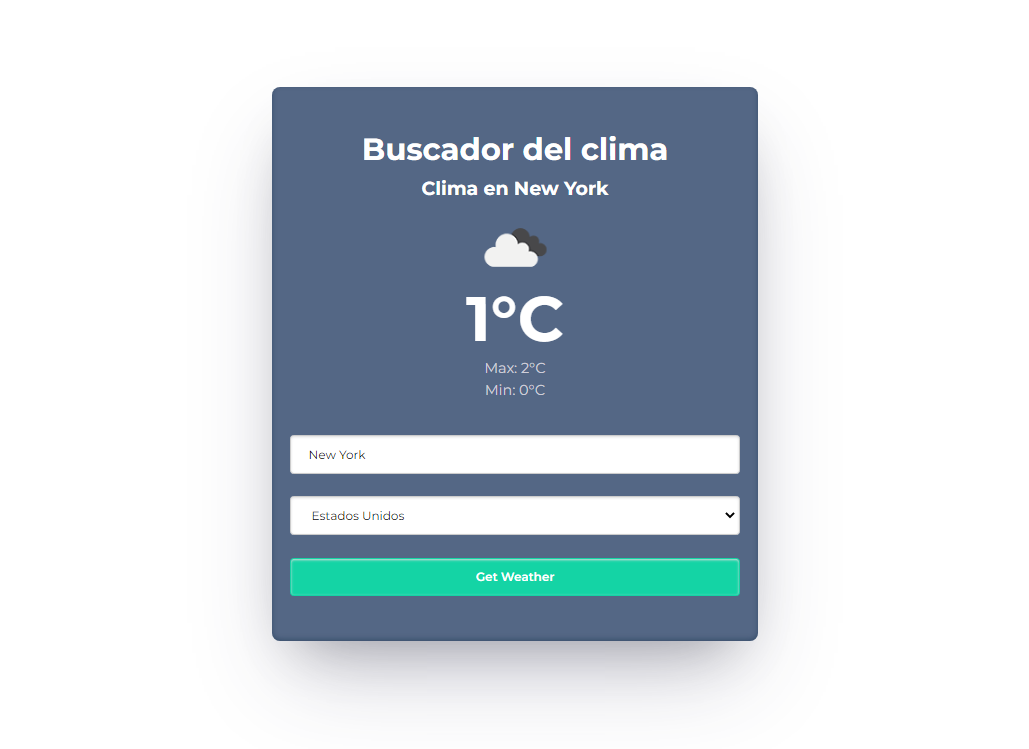 Buscador del clima
Clima en New York
1°C
Max: 2°C
Min: 0°C
New York
Estados Unidos
Get Weather